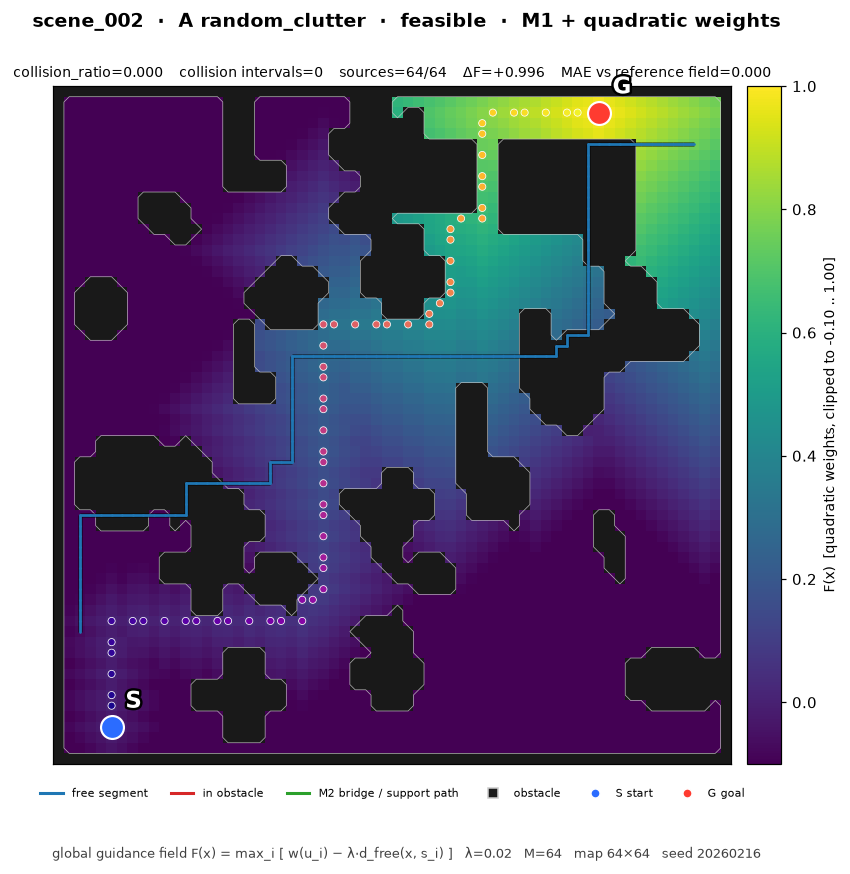 scene_002 · A random_clutter · feasible · M1 + quadratic weights
collision_ratio=0.000 collision intervals=0 sources=64/64 ΔF=+0.996 MAE vs reference field=0.000
G
1.0
0.8
0.6
0.4
0.2
0.0
F(x) [quadratic weights, clipped to -0.10 .. 1.00]
S
free segment
in obstacle
M2 bridge / support path
obstacle
S start
G goal
global guidance field F(x) = max_i [ w(u_i) − λ·d_free(x, s_i) ] λ=0.02 M=64 map 64×64 seed 20260216